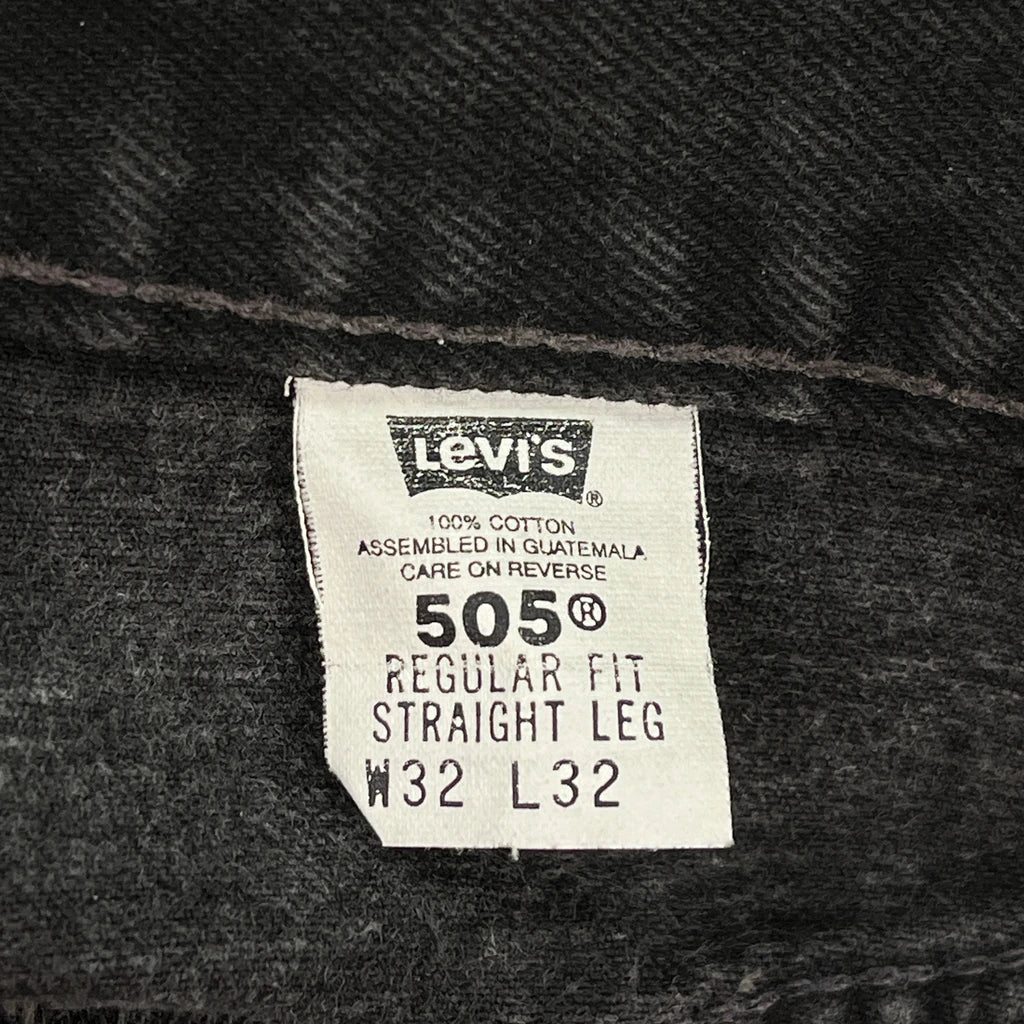 Levi's®
100% COTTON
ASSEMBLED IN GUATEMALA
CARE ON REVERSE
505®
REGULAR FIT
STRAIGHT LEG
W32 L32